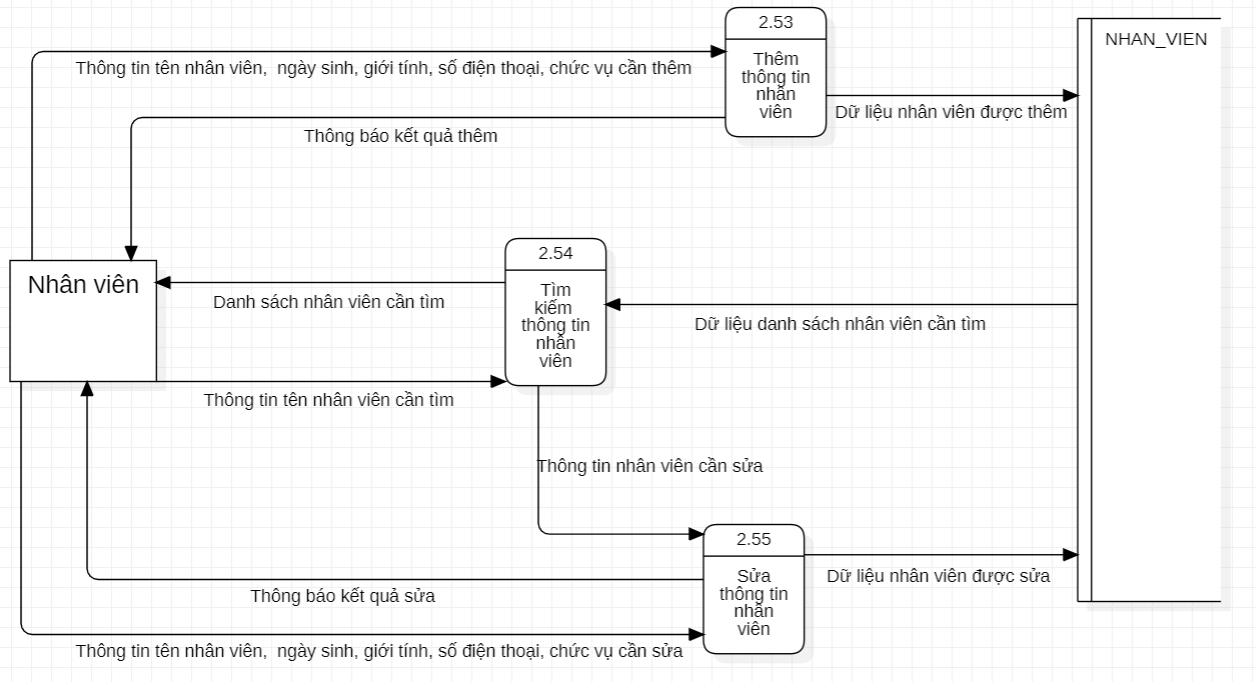 2.53
NHAN_VIEN
Thêm
thông tin
nhân
viên
Thông tin tên nhân viên,  ngày sinh, giới tính, số điện thoại, chức vụ cần thêm
Dữ liệu nhân viên được thêm
Thông báo kết quả thêm
2.54
Nhân viên
Tìm
kiếm
thông tin
nhân
viên
Danh sách nhân viên cần tìm
Dữ liệu danh sách nhân viên cần tìm
Thông tin tên nhân viên cần tìm
Thông tin nhân viên cần sửa
2.55
Sửa
thông tin
nhân
viên
Dữ liệu nhân viên được sửa
Thông báo kết quả sửa
Thông tin tên nhân viên,  ngày sinh, giới tính, số điện thoại, chức vụ cần sửa